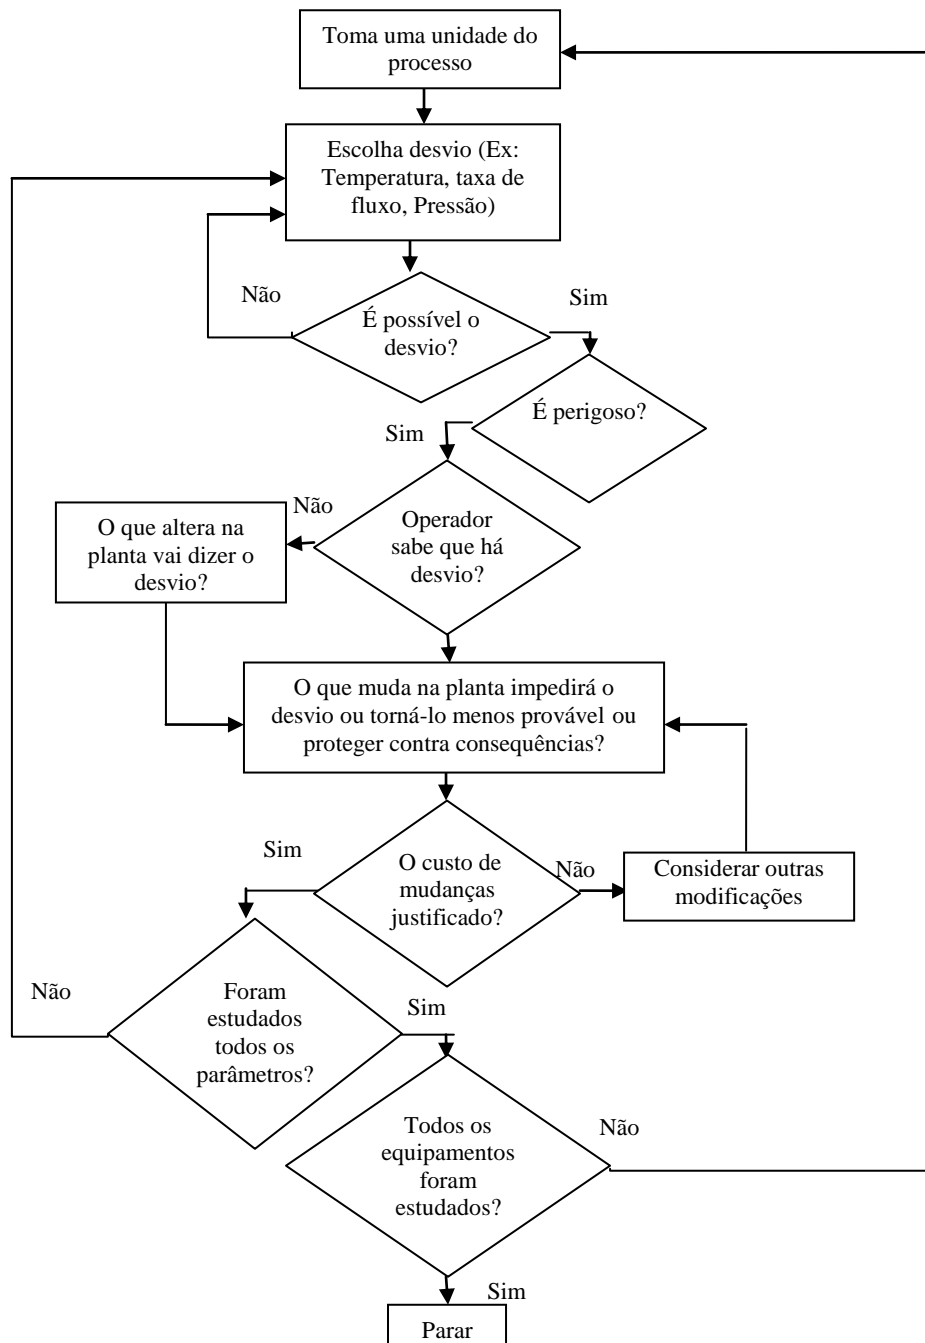 Toma uma unidade do
processo
Escolha desvio (Ex:
Temperatura, taxa de
fluxo, Pressão)
Não
Sim
É possível o
desvio?
É perigoso?
Sim
Não
O que altera na
planta vai dizer o
desvio?
Operador
sabe que há
desvio?
O que muda na planta impedirá o
desvio ou torná-lo menos provável ou
proteger contra consequências?
Sim
O custo de
mudanças
justificado?
Não
Considerar outras
modificações
Não
Foram
estudados
todos os
parâmetros?
Sim
Todos os
equipamentos
foram
estudados?
Não
Sim
Parar